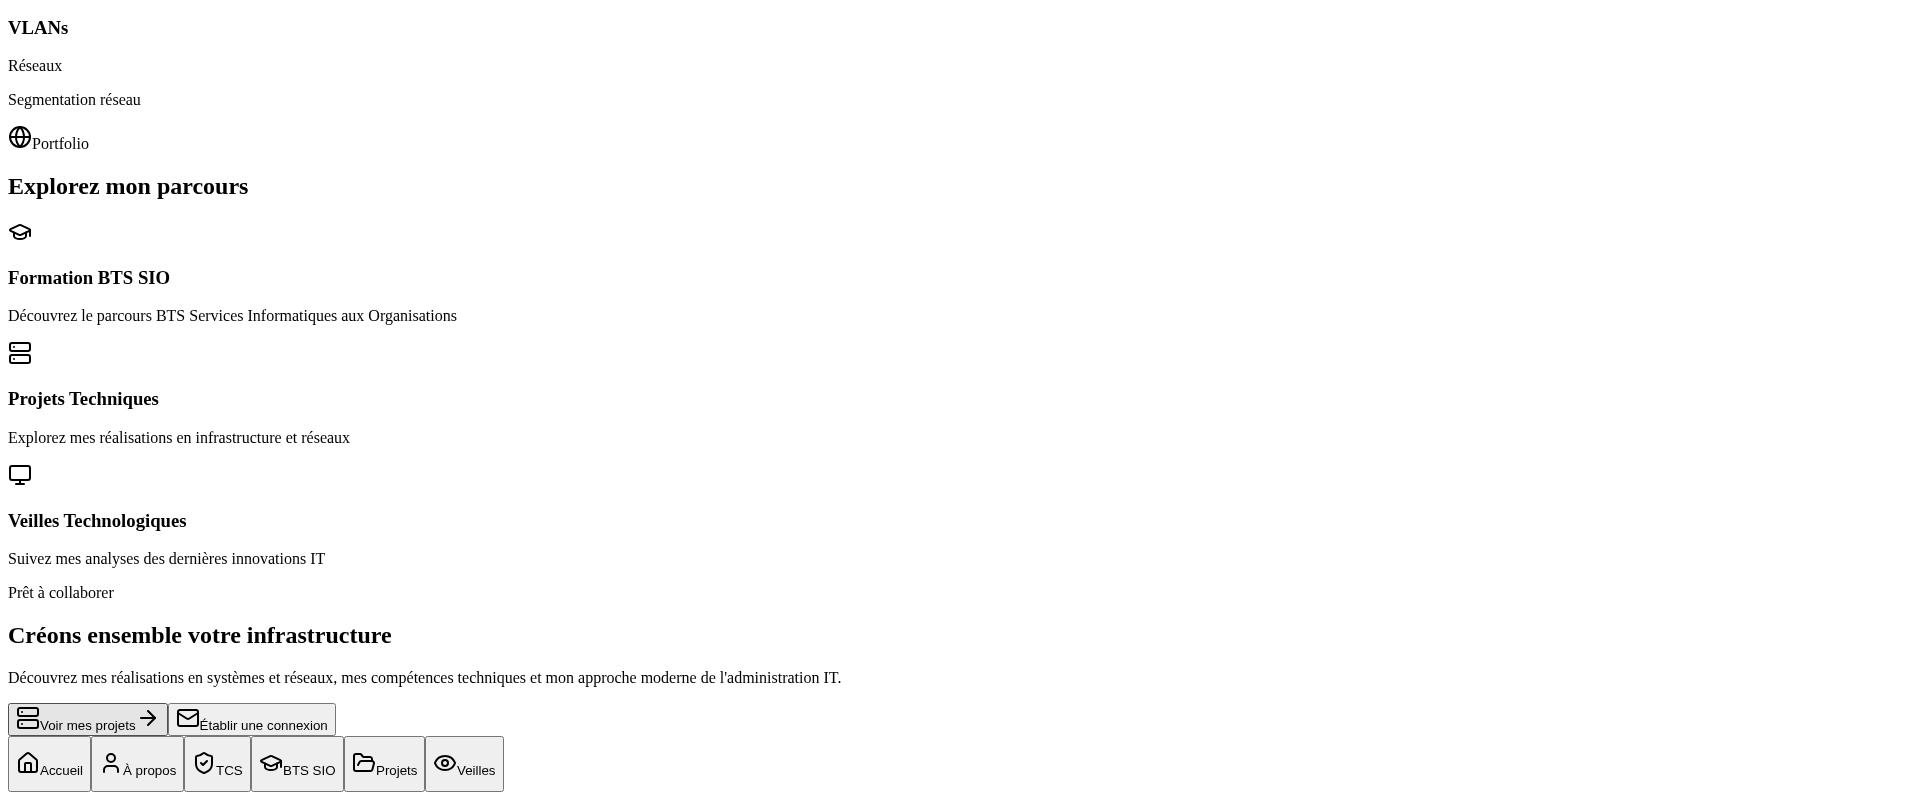 VLANs
Réseaux
Segmentation réseau
Portfolio
Explorez mon parcours
Formation BTS SIO
Découvrez le parcours BTS Services Informatiques aux Organisations
Projets Techniques
Explorez mes réalisations en infrastructure et réseaux
Veilles Technologiques
Suivez mes analyses des dernières innovations IT
Prêt à collaborer
Créons ensemble votre infrastructure
Découvrez mes réalisations en systèmes et réseaux, mes compétences techniques et mon approche moderne de l'administration IT.
Voir mes projets Établir une connexion
Accueil À propos TCS BTS SIO Projets Veilles